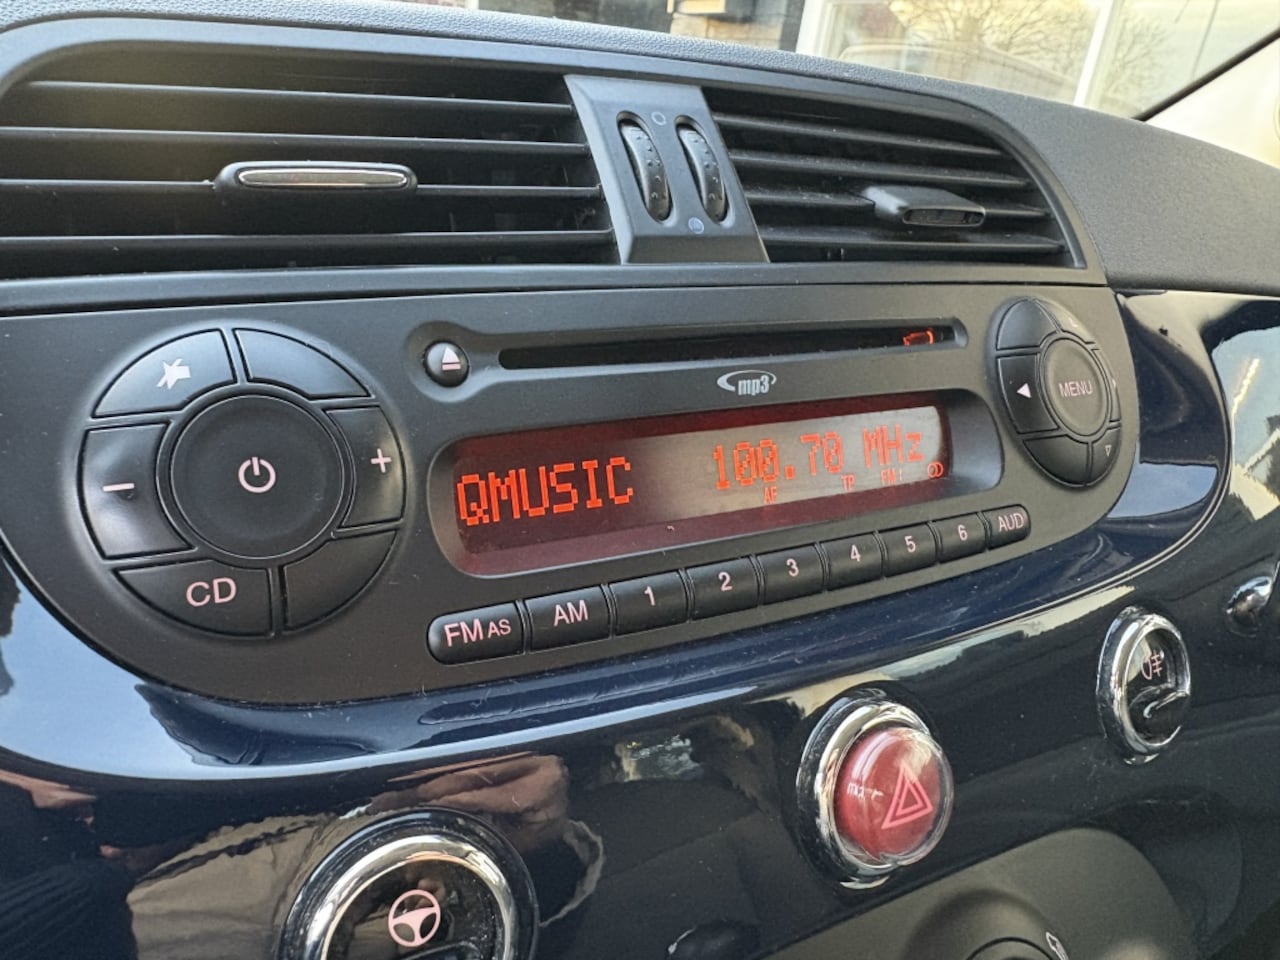 mp3
MENU
QMUSIC 100.70 MHz
AF TP FM1
CD
FM AS AM 1 2 3 4 5 6 AUD